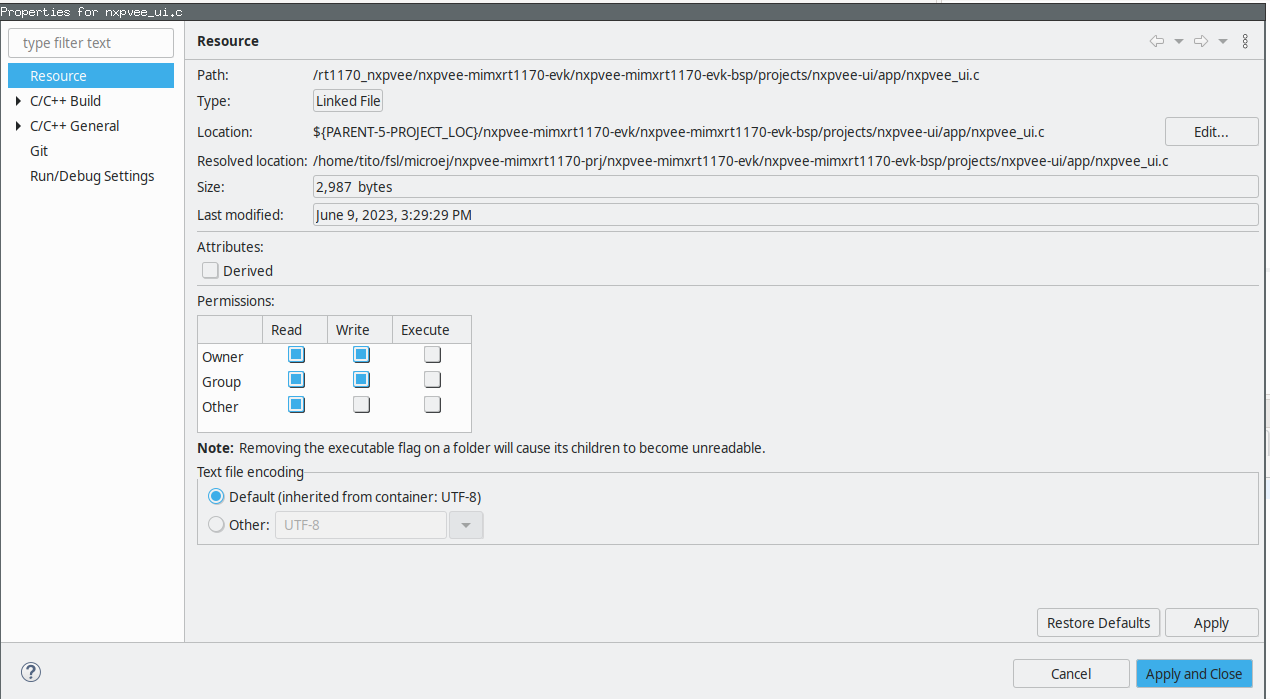 Properties for nxpvee_ui.c
type filter text
Resource
C/C++ Build
C/C++ General
Git
Run/Debug Settings
Resource
Path: /rt1170_nxpvee/nxpvee-mimxrt1170-evk/nxpvee-mimxrt1170-evk-bsp/projects/nxpvee-ui/app/nxpvee_ui.c
Type: Linked File
Location: ${PARENT-5-PROJECT_LOC}/nxpvee-mimxrt1170-evk/nxpvee-mimxrt1170-evk-bsp/projects/nxpvee-ui/app/nxpvee_ui.c Edit...
Resolved location: /home/tito/fsl/microej/nxpvee-mimxrt1170-prj/nxpvee-mimxrt1170-evk/nxpvee-mimxrt1170-evk-bsp/projects/nxpvee-ui/app/nxpvee_ui.c
Size: 2,987 bytes
Last modified: June 9, 2023, 3:29:29 PM
Attributes:
Derived
Permissions:
Read Write Execute
Owner
Group
Other
Note: Removing the executable flag on a folder will cause its children to become unreadable.
Text file encoding
Default (inherited from container: UTF-8)
Other: UTF-8
Restore Defaults Apply
? Cancel Apply and Close